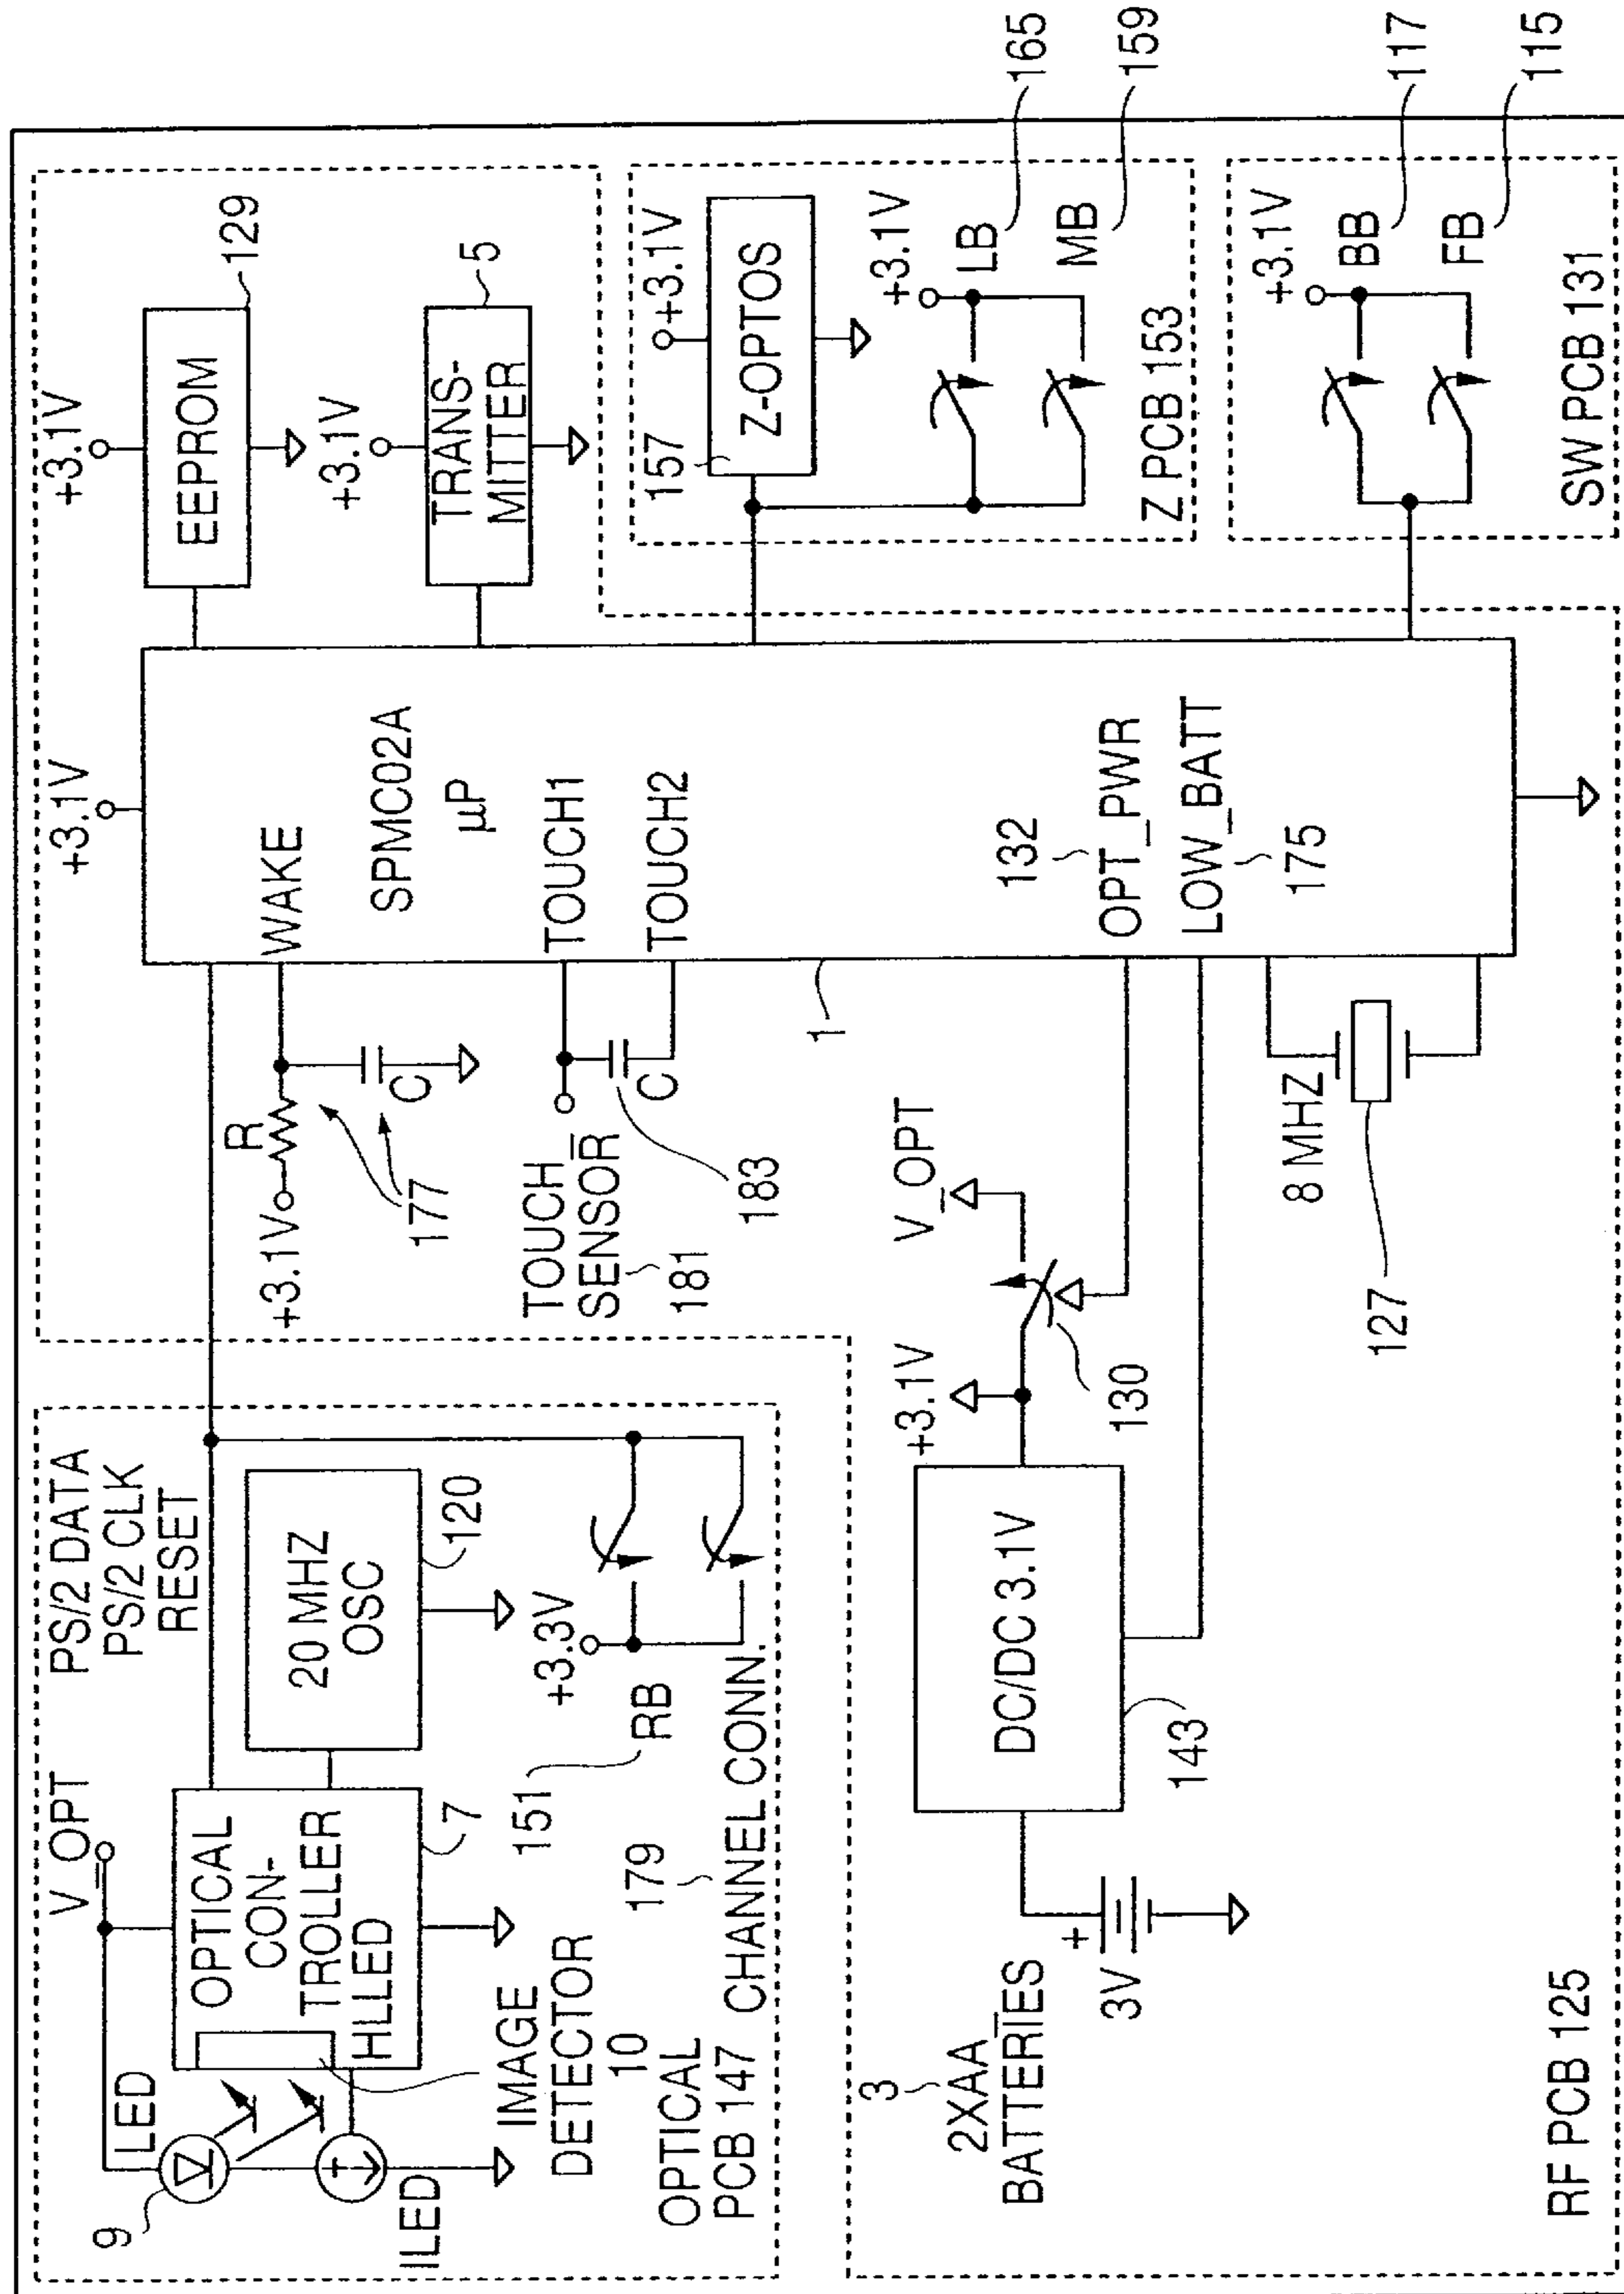 9
LED
V_OPT
PS/2 DATA
PS/2 CLK
RESET
OPTICAL
CON-
TROLLER
HLLED
7
20 MHZ
OSC
120
ILED
IMAGE
DETECTOR
10
OPTICAL
PCB 147
+3.3V
151
RB
179
CHANNEL CONN.
+3.1V
R
C
177
WAKE
TOUCH
SENSOR
181
183
C
TOUCH1
TOUCH2
+3.1V
SPMC02A
µP
1
132
OPT_PWR
LOW_BATT
175
+3.1V
EEPROM
129
+3.1V
TRANS-
MITTER
5
157
+3.1V
Z-OPTOS
+3.1V
LB
165
MB
159
Z PCB 153
+3.1V
BB
117
FB
115
SW PCB 131
3
2XAA
BATTERIES
3V
+
DC/DC 3.1V
143
+3.1V
V_OPT
130
8 MHZ
127
RF PCB 125